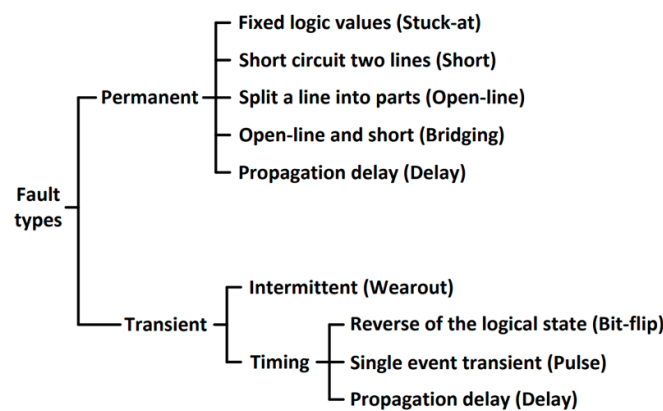 Fixed logic values (Stuck-at)
Short circuit two lines (Short)
Permanent
Split a line into parts (Open-line)
Open-line and short (Bridging)
Propagation delay (Delay)
Fault
types
Intermittent (Wearout)
Transient
Reverse of the logical state (Bit-flip)
Timing
Single event transient (Pulse)
Propagation delay (Delay)